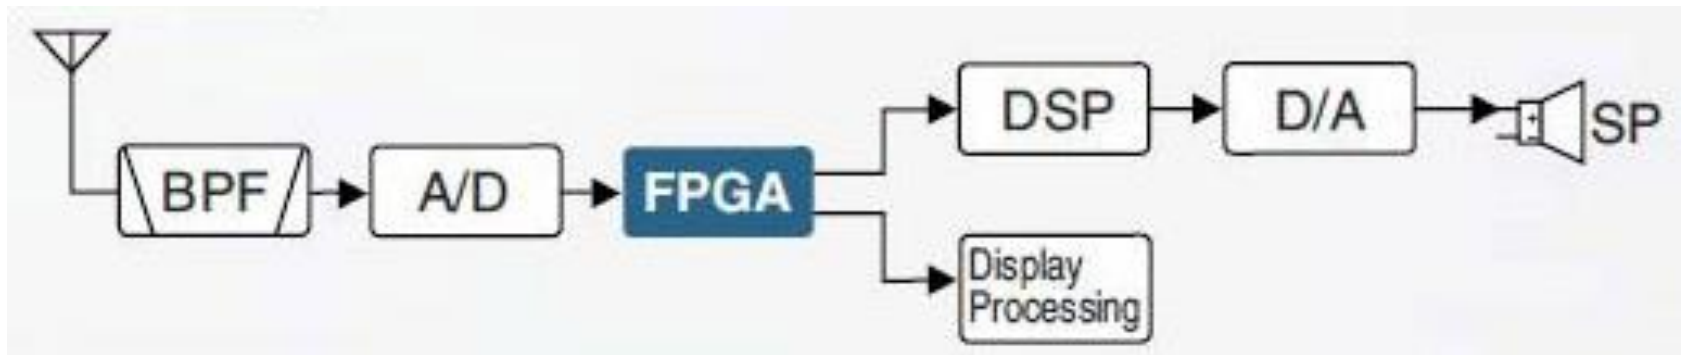 BPF
A/D
FPGA
DSP
D/A
SP
Display
Processing